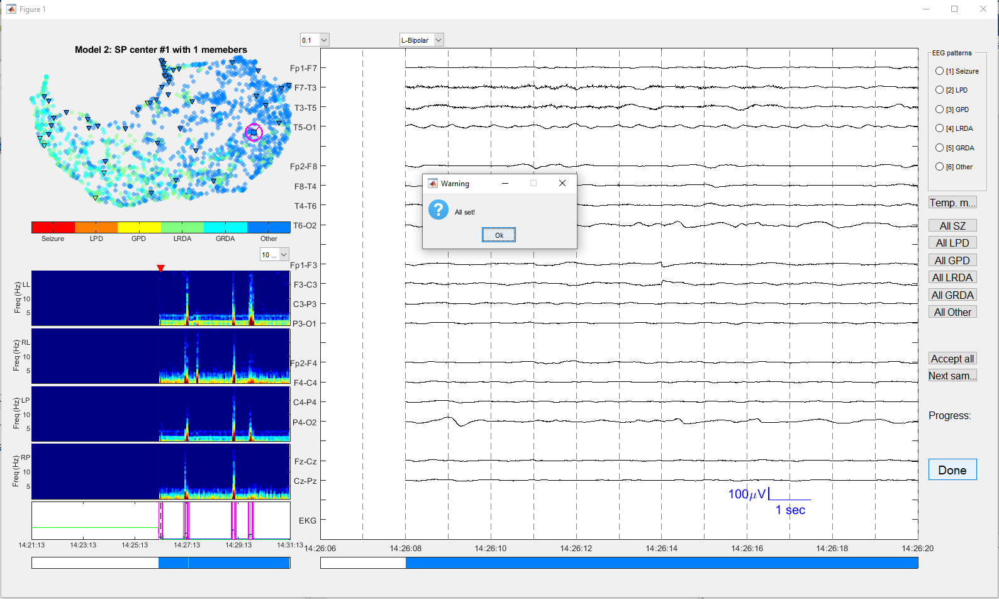 Figure 1
0.1
L-Bipolar
Model 2: SP center #1 with 1 memebers
Seizure
LPD
GPD
LRDA
GRDA
Other
10 ...
Freq (Hz)
LL
10
5
Freq (Hz)
RL
10
5
Freq (Hz)
LP
10
5
Freq (Hz)
RP
10
5
14:21:13
14:23:13
14:25:13
14:27:13
14:29:13
14:31:13
Fp1-F7
F7-T3
T3-T5
T5-O1
Fp2-F8
F8-T4
T4-T6
T6-O2
Fp1-F3
F3-C3
C3-P3
P3-O1
Fp2-F4
F4-C4
C4-P4
P4-O2
Fz-Cz
Cz-Pz
EKG
100μV
1 sec
14:26:06
14:26:08
14:26:10
14:26:12
14:26:14
14:26:16
14:26:18
14:26:20
Warning
All set!
Ok
EEG patterns
[1] Seizure
[2] LPD
[3] GPD
[4] LRDA
[5] GRDA
[6] Other
Temp. m...
All SZ
All LPD
All GPD
All LRDA
All GRDA
All Other
Accept all
Next sam...
Progress:
Done